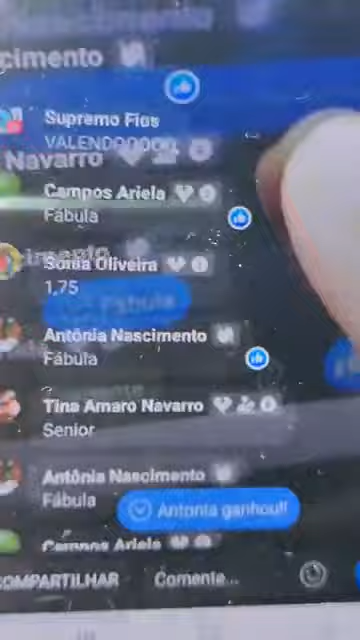 Nascimento
cimento
Supremo Fios
VALENDOOOOO
Navarro
Campos Ariela
Fábula
Sonia Oliveira
1,75
Antônia Nascimento
Fábula
Tina Amaro Navarro
Senior
Antônia Nascimento
Fábula
Antonia ganhou!!
Campos Ariela
COMPARTILHAR
Comente...